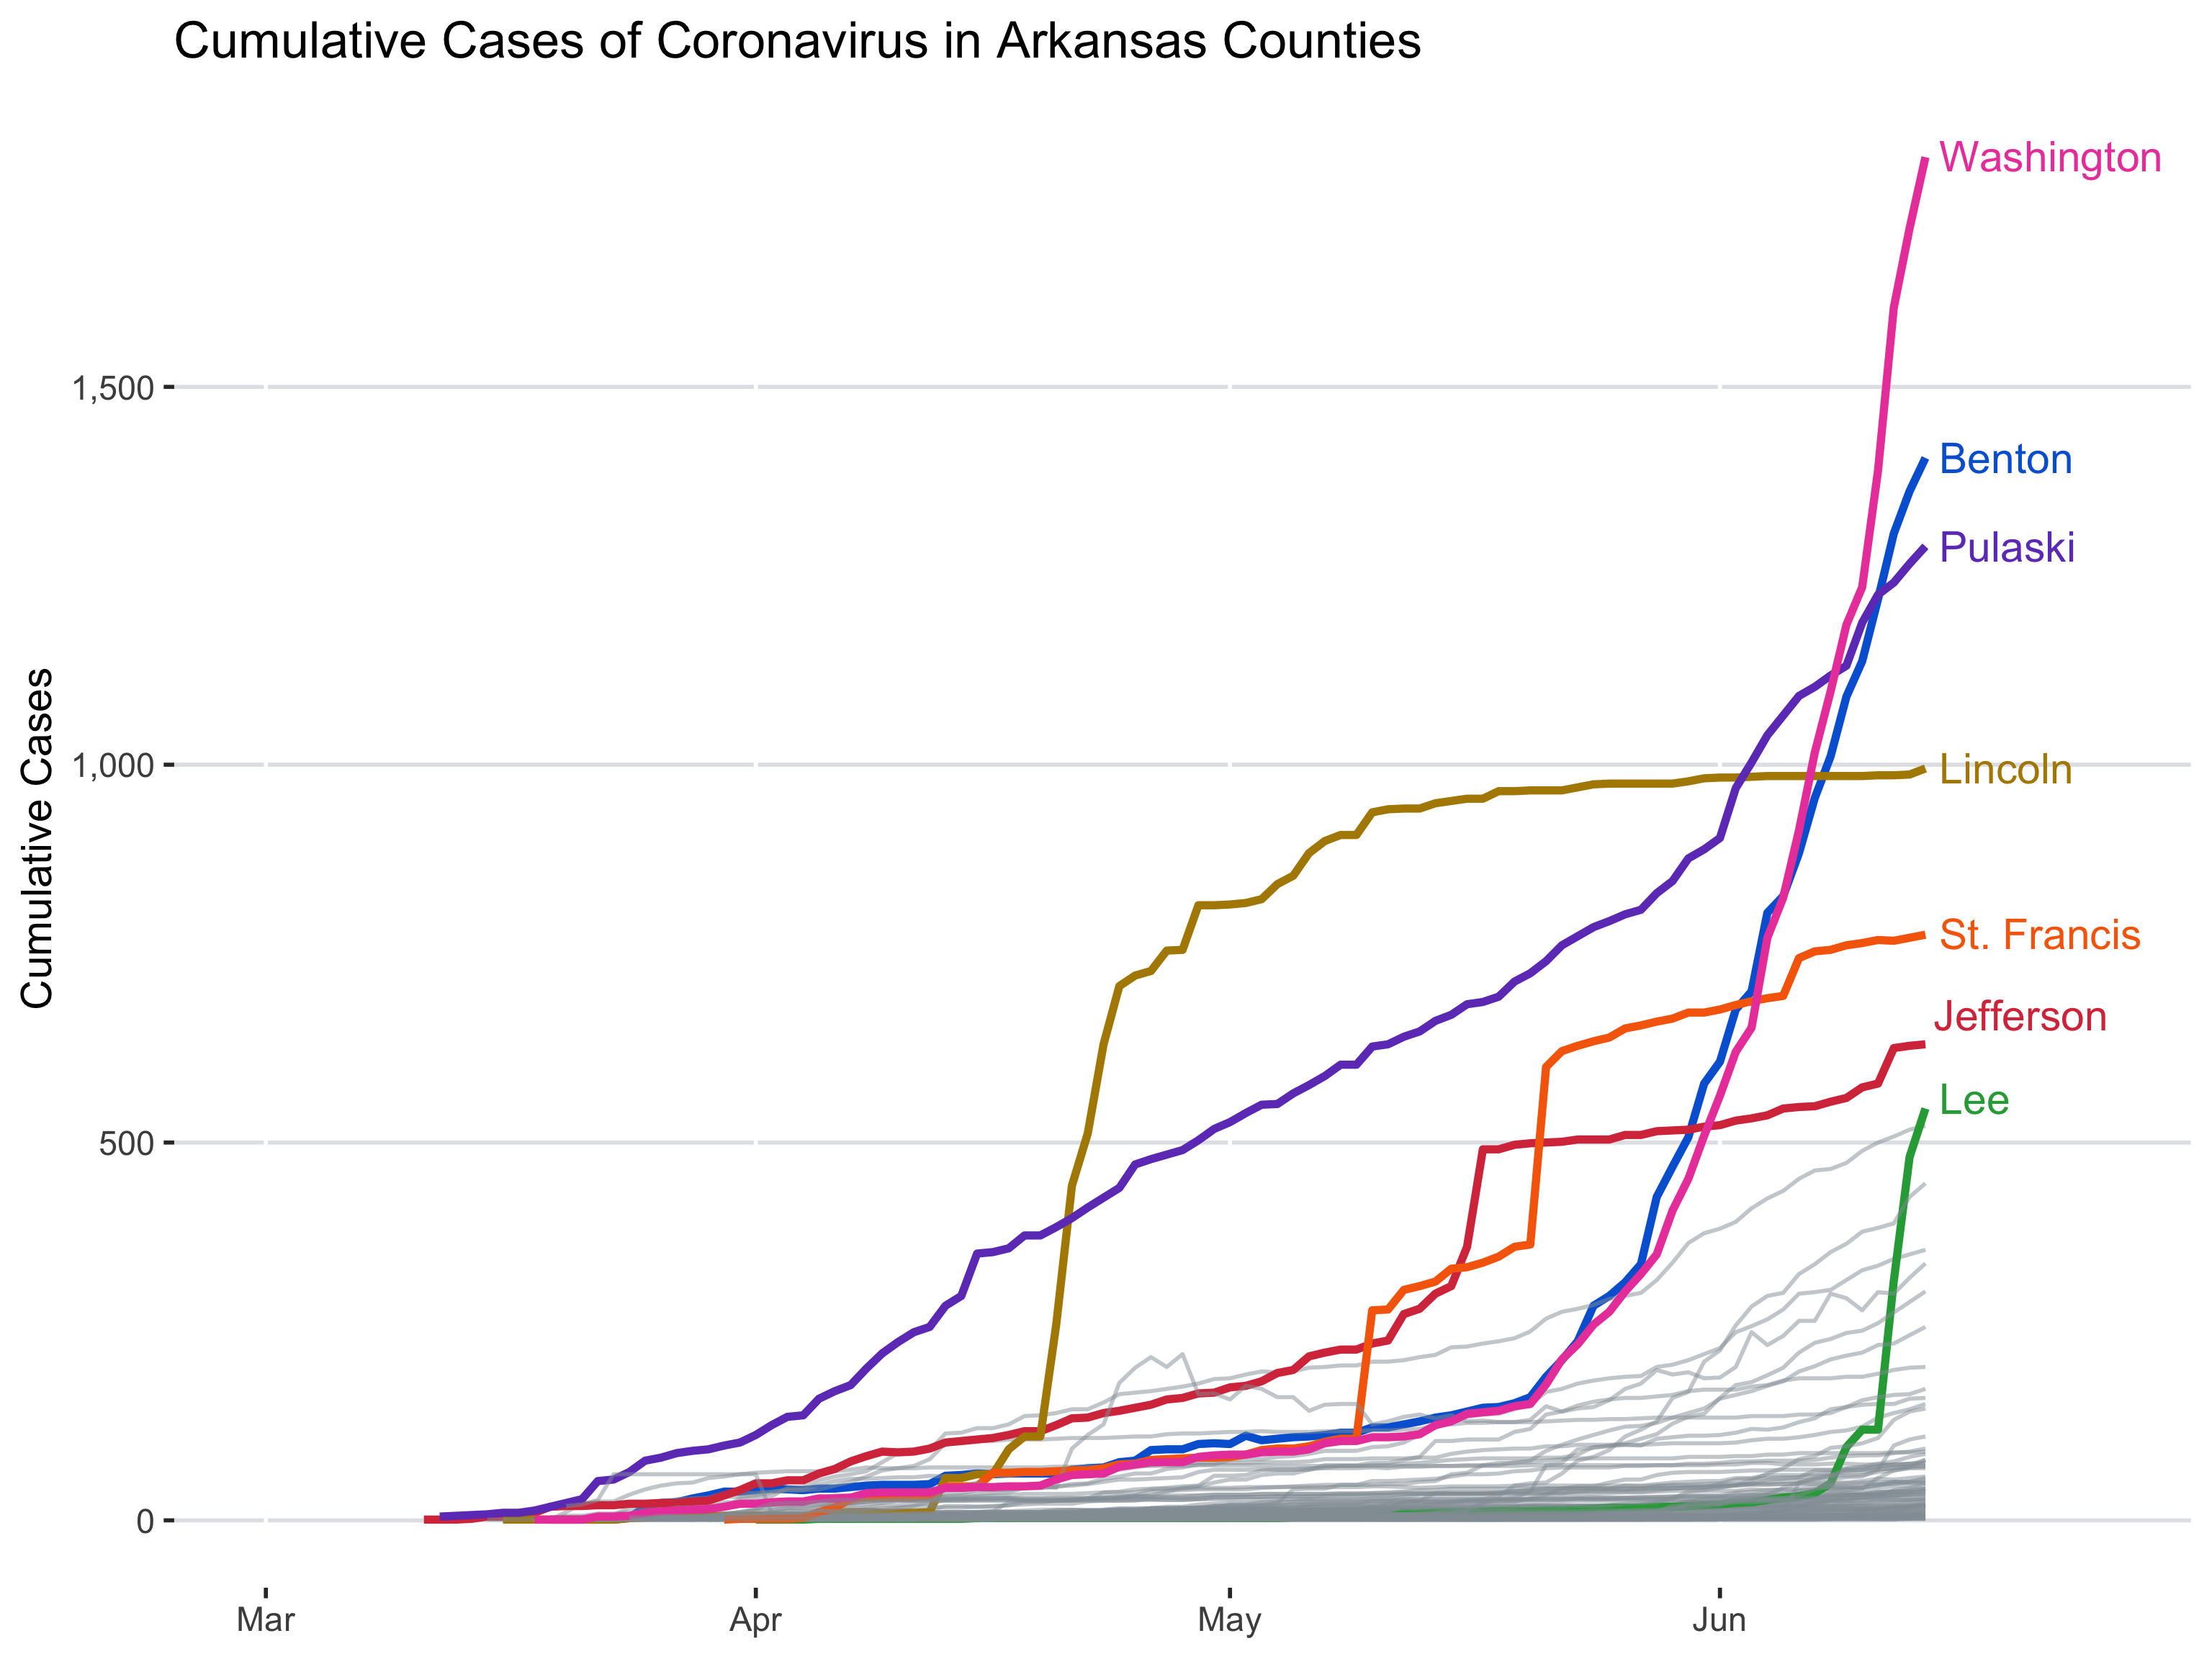 Cumulative Cases of Coronavirus in Arkansas Counties
Washington
1,500
Benton
Pulaski
Cumulative Cases
1,000
Lincoln
St. Francis
Jefferson
Lee
500
0
Mar
Apr
May
Jun